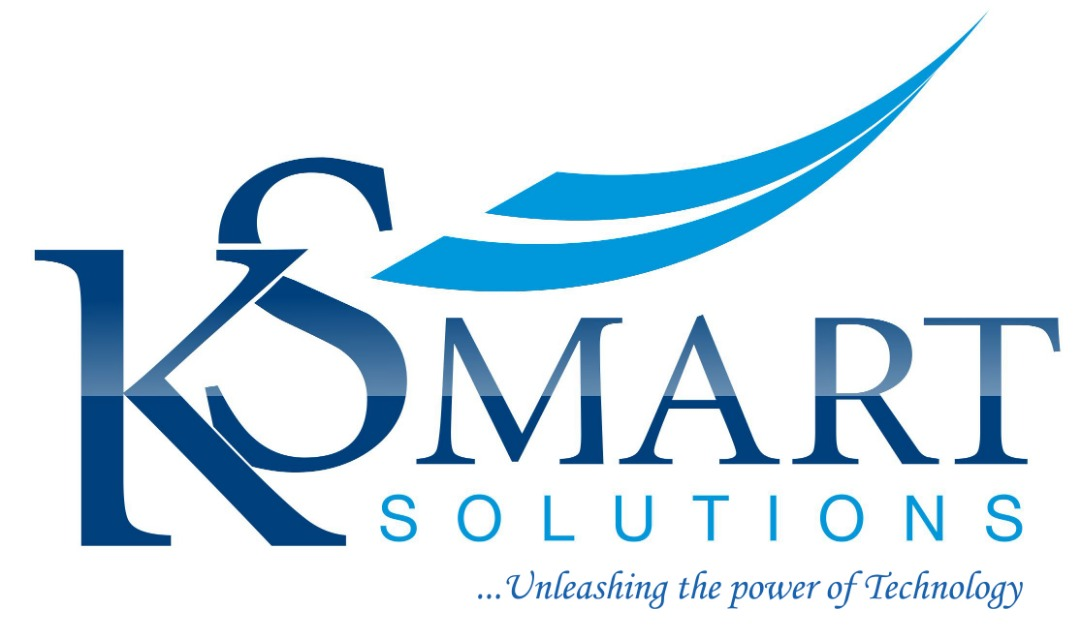 KSMART
SOLUTIONS
...Unleashing the power of Technology